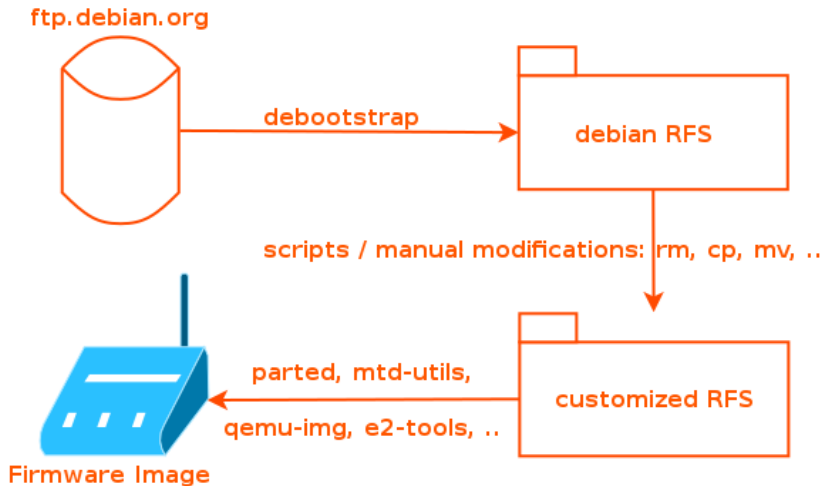 ftp.debian.org
debootstrap
debian RFS
scripts / manual modifications: rm, cp, mv, ..
parted, mtd-utils,
qemu-img, e2-tools, ..
customized RFS
Firmware Image